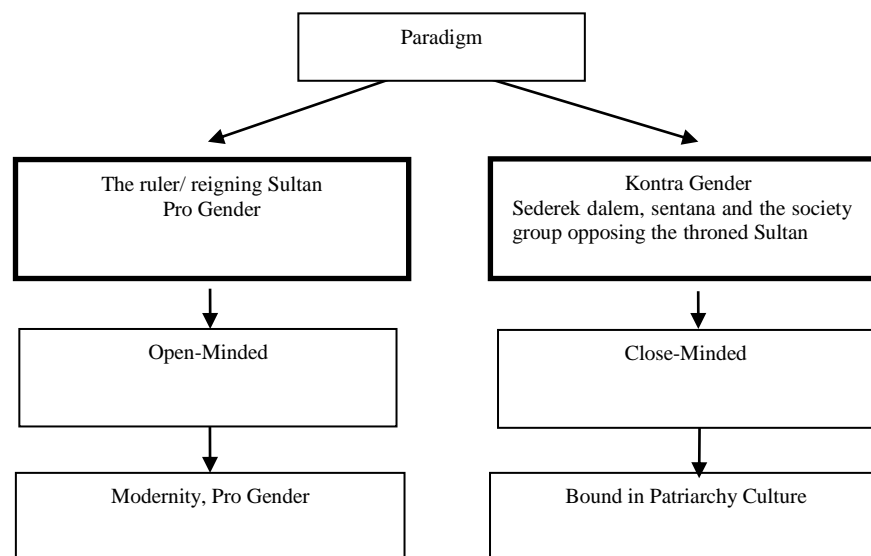 Paradigm
The ruler/ reigning Sultan
Pro Gender
Kontra Gender
Sederek dalem, sentana and the society
group opposing the throned Sultan
Open-Minded
Close-Minded
Modernity, Pro Gender
Bound in Patriarchy Culture